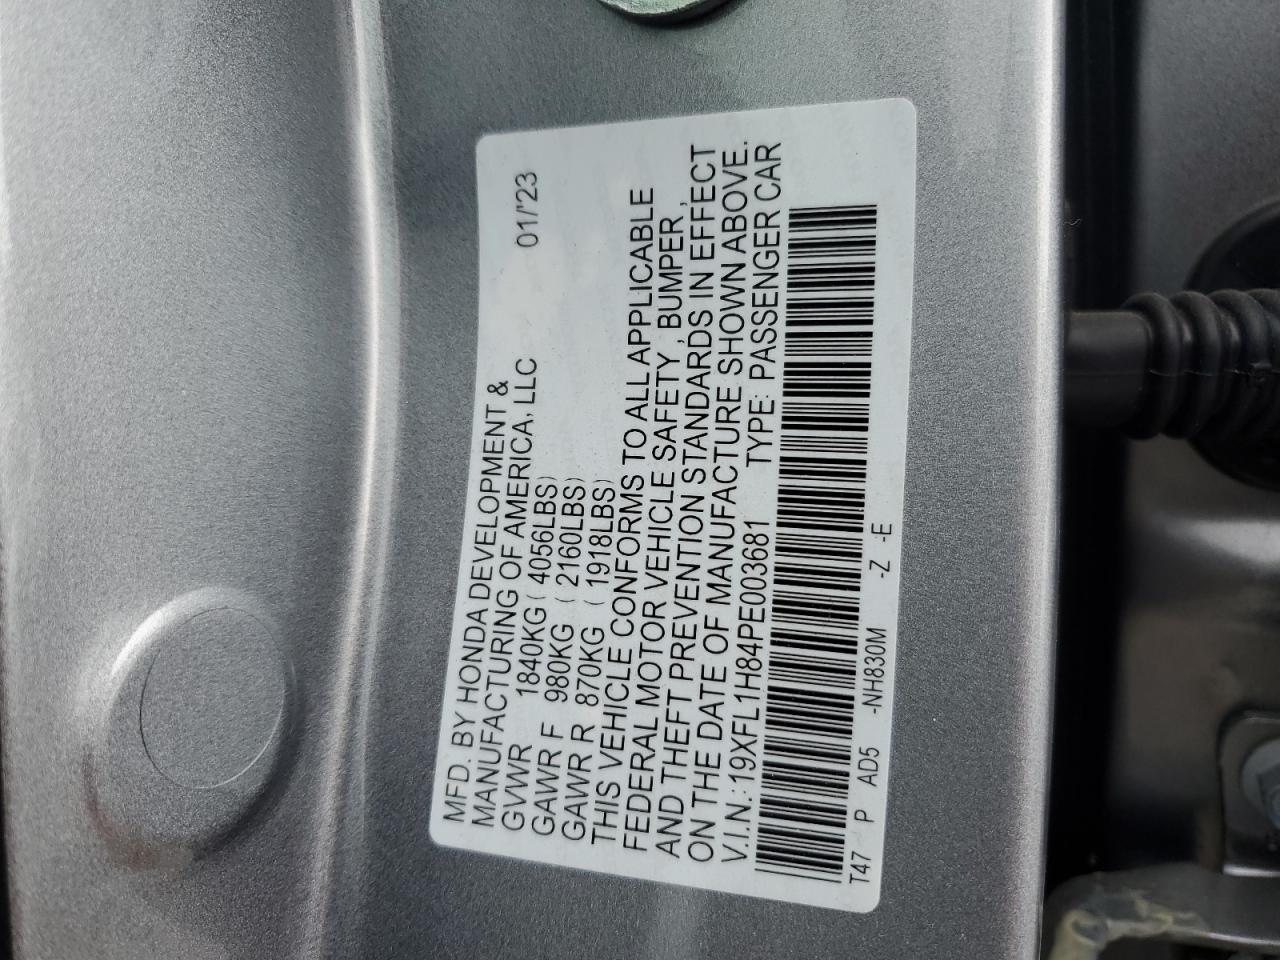 MFD. BY HONDA DEVELOPMENT &
MANUFACTURING OF AMERICA, LLC 01/'23
GVWR 1840KG ( 4056LBS)
GAWR F 980KG ( 2160LBS)
GAWR R 870KG ( 1918LBS)
THIS VEHICLE CONFORMS TO ALL APPLICABLE
FEDERAL MOTOR VEHICLE SAFETY , BUMPER ,
AND THEFT PREVENTION STANDARDS IN EFFECT
ON THE DATE OF MANUFACTURE SHOWN ABOVE.
V.I.N.: 19XFL1H84PE003681 TYPE: PASSENGER CAR
T47 P AD5 -NH830M -Z -E